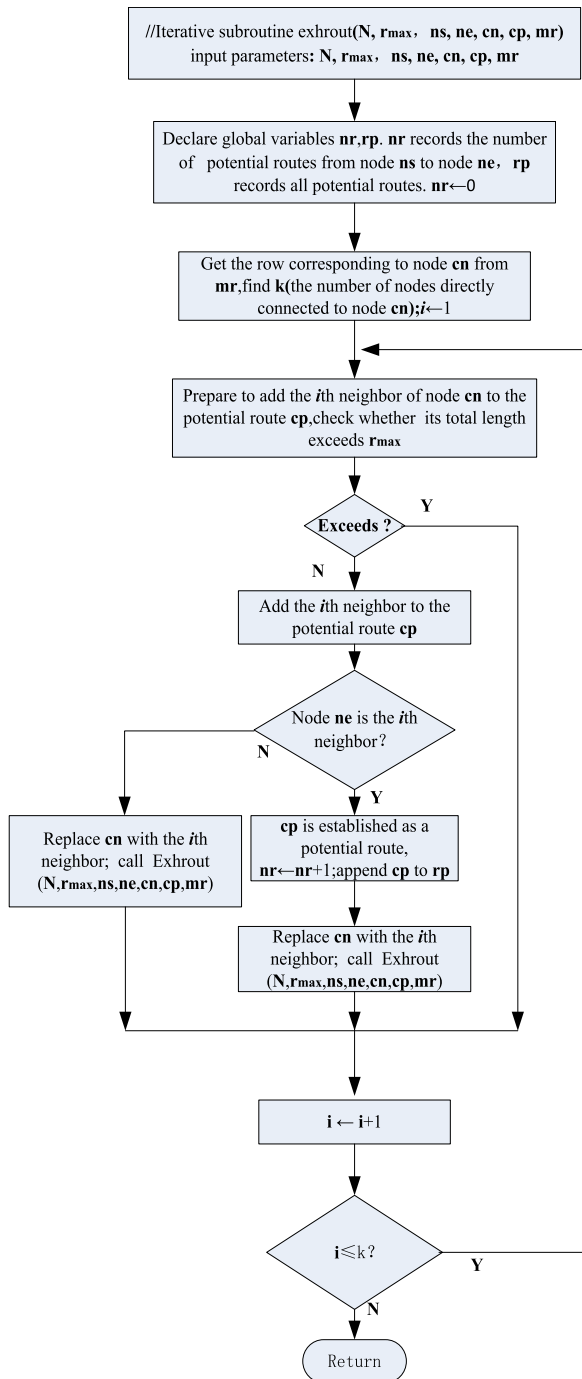 //Iterative subroutine exhrout(N, rmax，ns, ne, cn, cp, mr)
input parameters: N, rmax，ns, ne, cn, cp, mr
Declare global variables nr,rp. nr records the number
of potential routes from node ns to node ne，rp
records all potential routes. nr←0
Get the row corresponding to node cn from
mr,find k(the number of nodes directly
connected to node cn);i←1
Prepare to add the ith neighbor of node cn to the
potential route cp,check whether its total length
exceeds rmax
Exceeds ?
Y
N
Add the ith neighbor to the
potential route cp
Node ne is the ith
neighbor？
N
Y
Replace cn with the ith
neighbor; call Exhrout
(N,rmax,ns,ne,cn,cp,mr)
cp is established as a
potential route,
nr←nr+1;append cp to rp
Replace cn with the ith
neighbor; call Exhrout
(N,rmax,ns,ne,cn,cp,mr)
i ← i+1
i≤k？
Y
N
Return